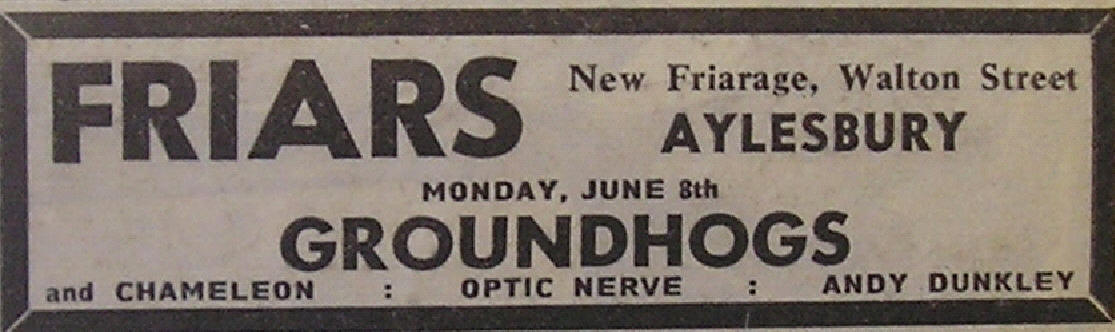 FRIARS
New Friarage, Walton Street
AYLESBURY
MONDAY, JUNE 8th
GROUNDHOGS
and CHAMELEON : OPTIC NERVE : ANDY DUNKLEY